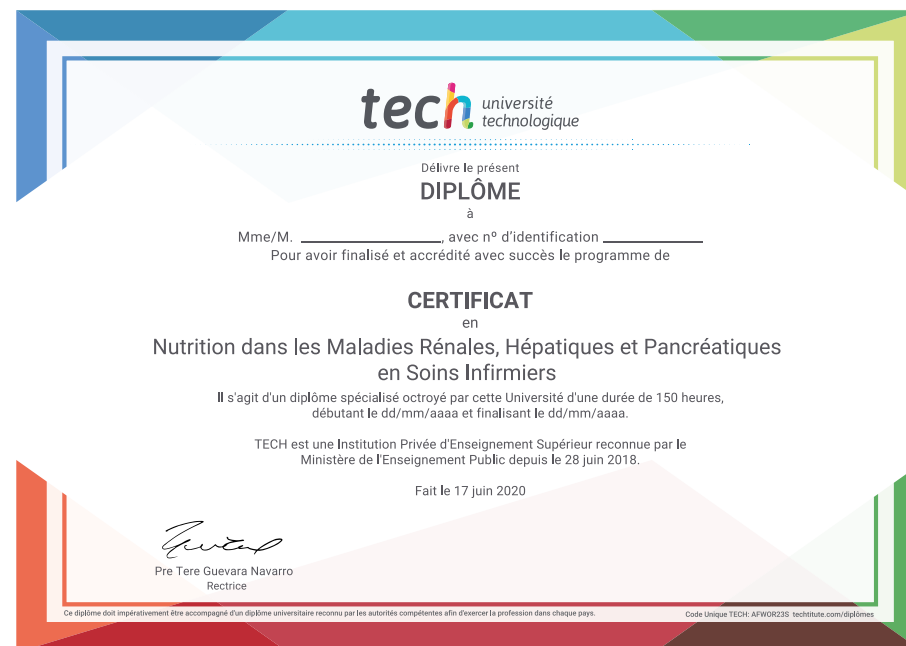 tech université
technologique
Délivre le présent
DIPLÔME
à
Mme/M. ____________________, avec nº d'identification ______________
Pour avoir finalisé et accrédité avec succès le programme de
CERTIFICAT
en
Nutrition dans les Maladies Rénales, Hépatiques et Pancréatiques
en Soins Infirmiers
Il s'agit d'un diplôme spécialisé octroyé par cette Université d'une durée de 150 heures,
débutant le dd/mm/aaaa et finalisant le dd/mm/aaaa.
TECH est une Institution Privée d'Enseignement Supérieur reconnue par le
Ministère de l'Enseignement Public depuis le 28 juin 2018.
Fait le 17 juin 2020
Pre Tere Guevara Navarro
Rectrice
Ce diplôme doit impérativement être accompagné d'un diplôme universitaire reconnu par les autorités compétentes afin d'exercer la profession dans chaque pays.
Code Unique TECH: AFWOR23S techtitute.com/diplômes